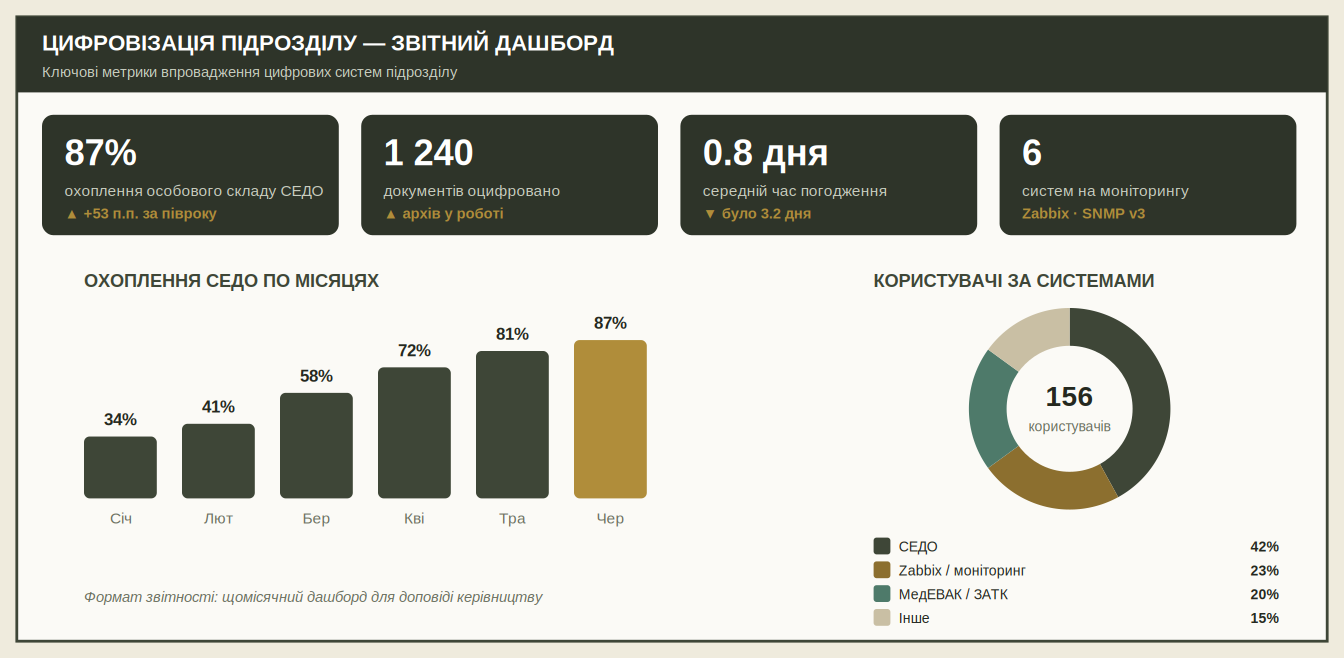 ЦИФРОВІЗАЦІЯ ПІДРОЗДІЛУ — ЗВІТНИЙ ДАШБОРД
Ключові метрики впровадження цифрових систем підрозділу
87%
охоплення особового складу СЕДО
▲ +53 п.п. за півроку
1 240
документів оцифровано
▲ архів у роботі
0.8 дня
середній час погодження
▼ було 3.2 дня
6
систем на моніторингу
Zabbix · SNMP v3
ОХОПЛЕННЯ СЕДО ПО МІСЯЦЯХ
34%
41%
58%
72%
81%
87%
Січ
Лют
Бер
Кві
Тра
Чер
Формат звітності: щомісячний дашборд для доповіді керівництву
КОРИСТУВАЧІ ЗА СИСТЕМАМИ
156
користувачів
СЕДО 42%
Zabbix / моніторинг 23%
МедЕВАК / ЗАТК 20%
Інше 15%